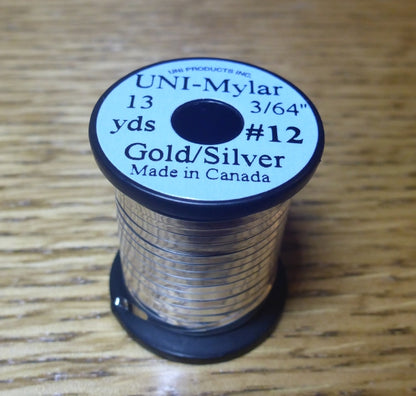 UNI PRODUCTS INC.
UNI-Mylar
13 yds
3/64"
#12
Gold/Silver
Made in Canada